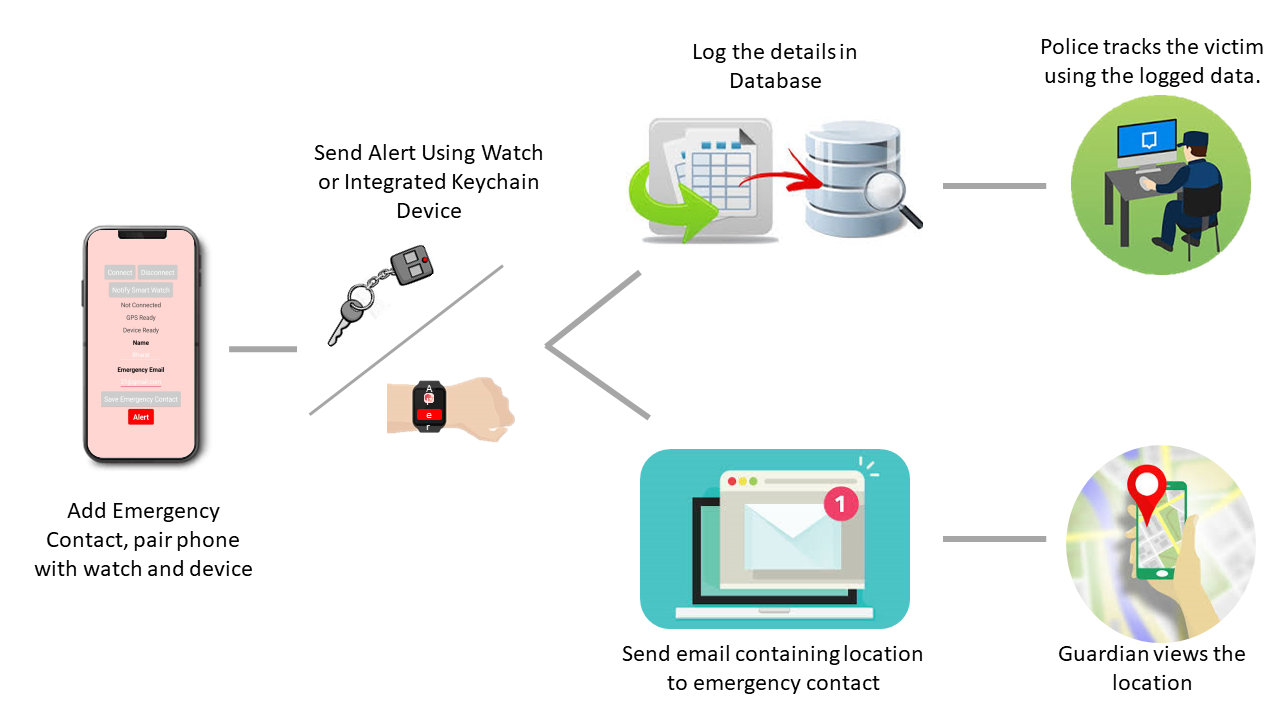 Log the details in
Database
Police tracks the victim
using the logged data.
Send Alert Using Watch
or Integrated Keychain
Device
Connect Disconnect
Notify Smart Watch
Not Connected
GPS Ready
Device Ready
Name
Emergency Email
Save Emergency Contact
Alert
A
e
r
1
Add Emergency
Contact, pair phone
with watch and device
Send email containing location
to emergency contact
Guardian views the
location